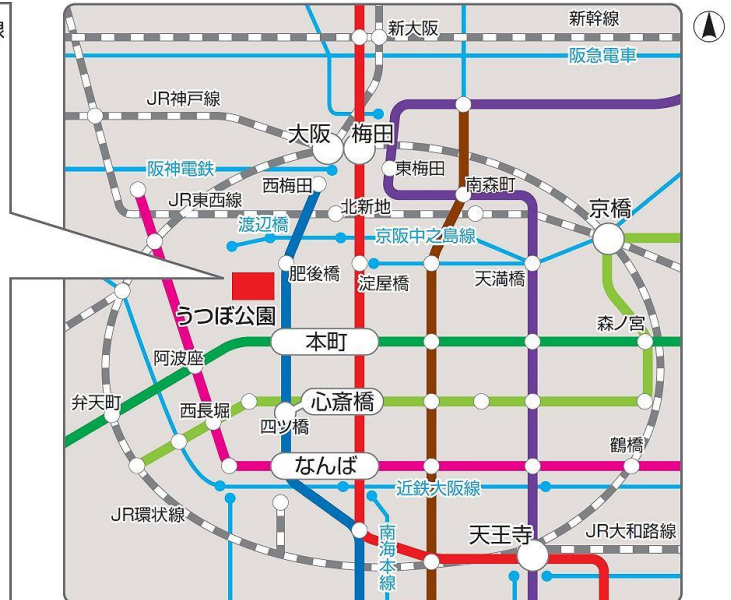 線
新大阪
新幹線
阪急電車
JR神戸線
大阪
梅田
阪神電鉄
東梅田
西梅田
南森町
JR東西線
北新地
京橋
渡辺橋
京阪中之島線
肥後橋
淀屋橋
天満橋
うつぼ公園
森ノ宮
本町
阿波座
弁天町
西長堀
心斎橋
四ツ橋
鶴橋
なんば
近鉄大阪線
JR環状線
南海本線
天王寺
JR大和路線